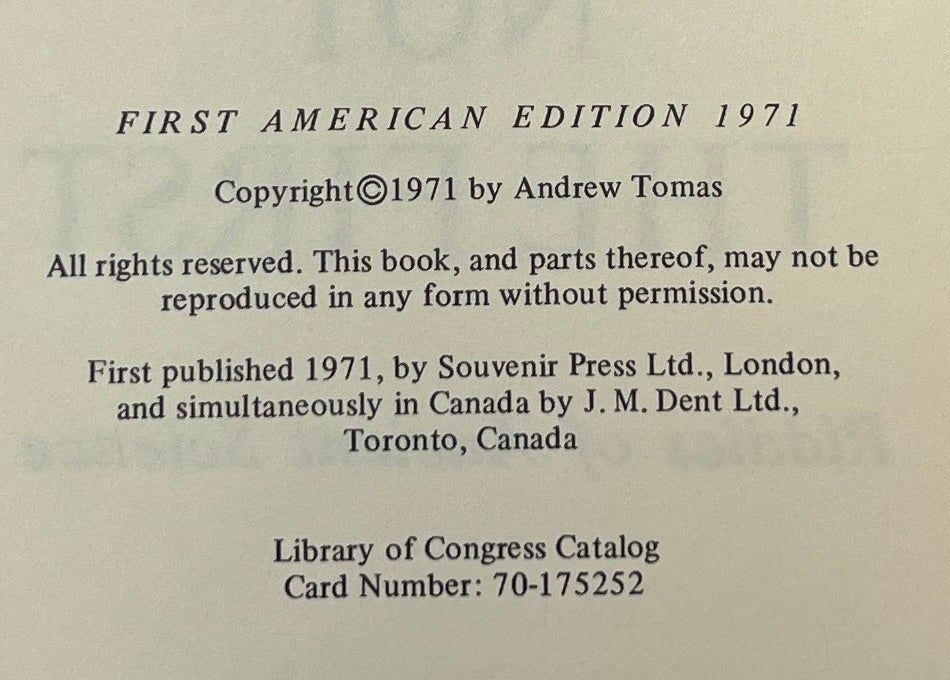 FIRST AMERICAN EDITION 1971
Copyright©1971 by Andrew Tomas
All rights reserved. This book, and parts thereof, may not be
reproduced in any form without permission.
First published 1971, by Souvenir Press Ltd., London,
and simultaneously in Canada by J. M. Dent Ltd.,
Toronto, Canada
Library of Congress Catalog
Card Number: 70-175252